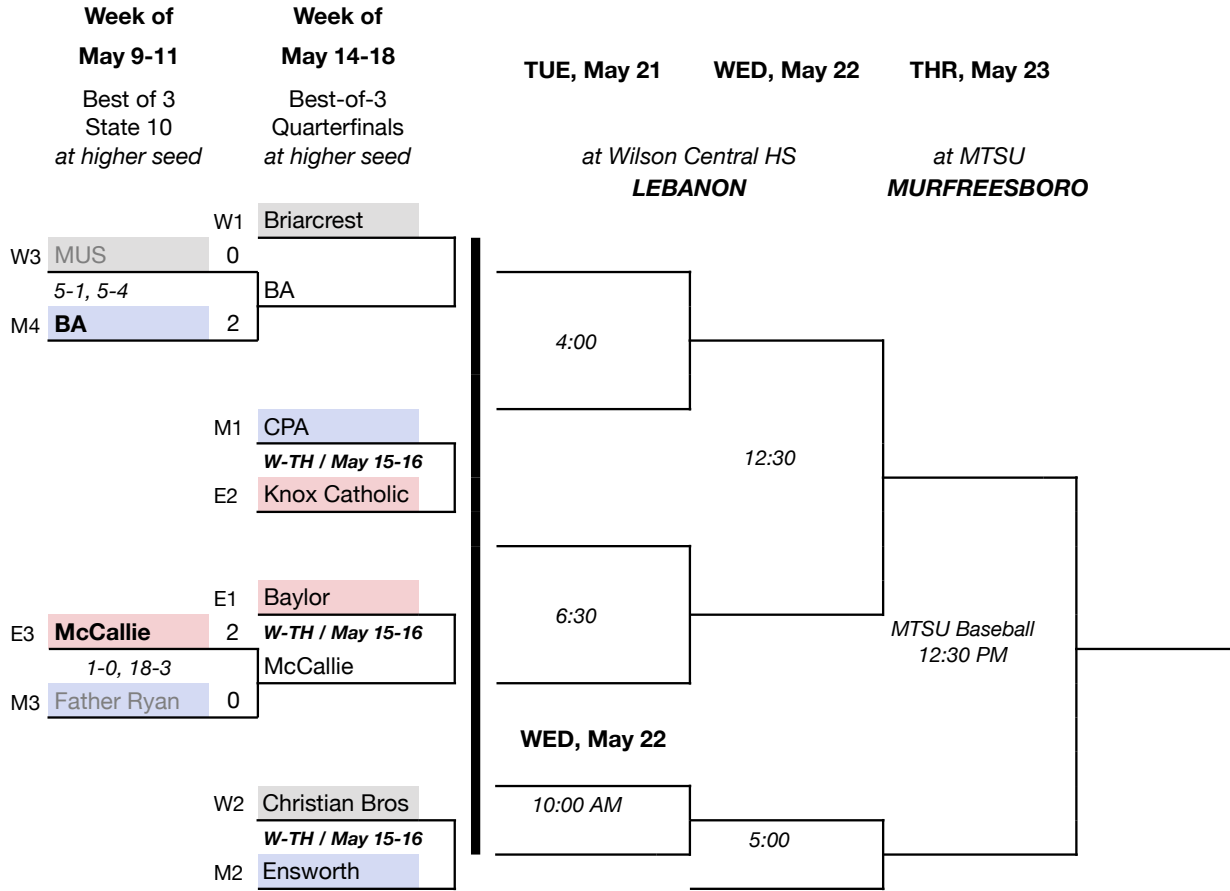 Week of
May 9-11
Best of 3
State 10
at higher seed
Week of
May 14-18
Best-of-3
Quarterfinals
at higher seed
TUE, May 21
WED, May 22
THR, May 23
at Wilson Central HS
LEBANON
at MTSU
MURFREESBORO
W1 Briarcrest
W3 MUS 0
5-1, 5-4
BA
M4 BA 2
4:00
M1 CPA
W-TH / May 15-16
12:30
E2 Knox Catholic
E1 Baylor
E3 McCallie 2
W-TH / May 15-16
6:30
MTSU Baseball
12:30 PM
1-0, 18-3
McCallie
M3 Father Ryan 0
WED, May 22
W2 Christian Bros
10:00 AM
W-TH / May 15-16
5:00
M2 Ensworth